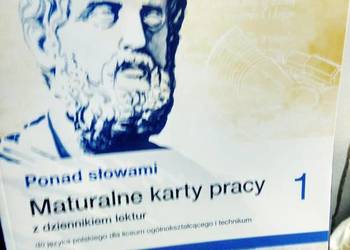 Ponad słowami
Maturalne karty pracy 1
z dziennikiem lektur
do języka polskiego dla liceum ogólnokształcącego i technikum